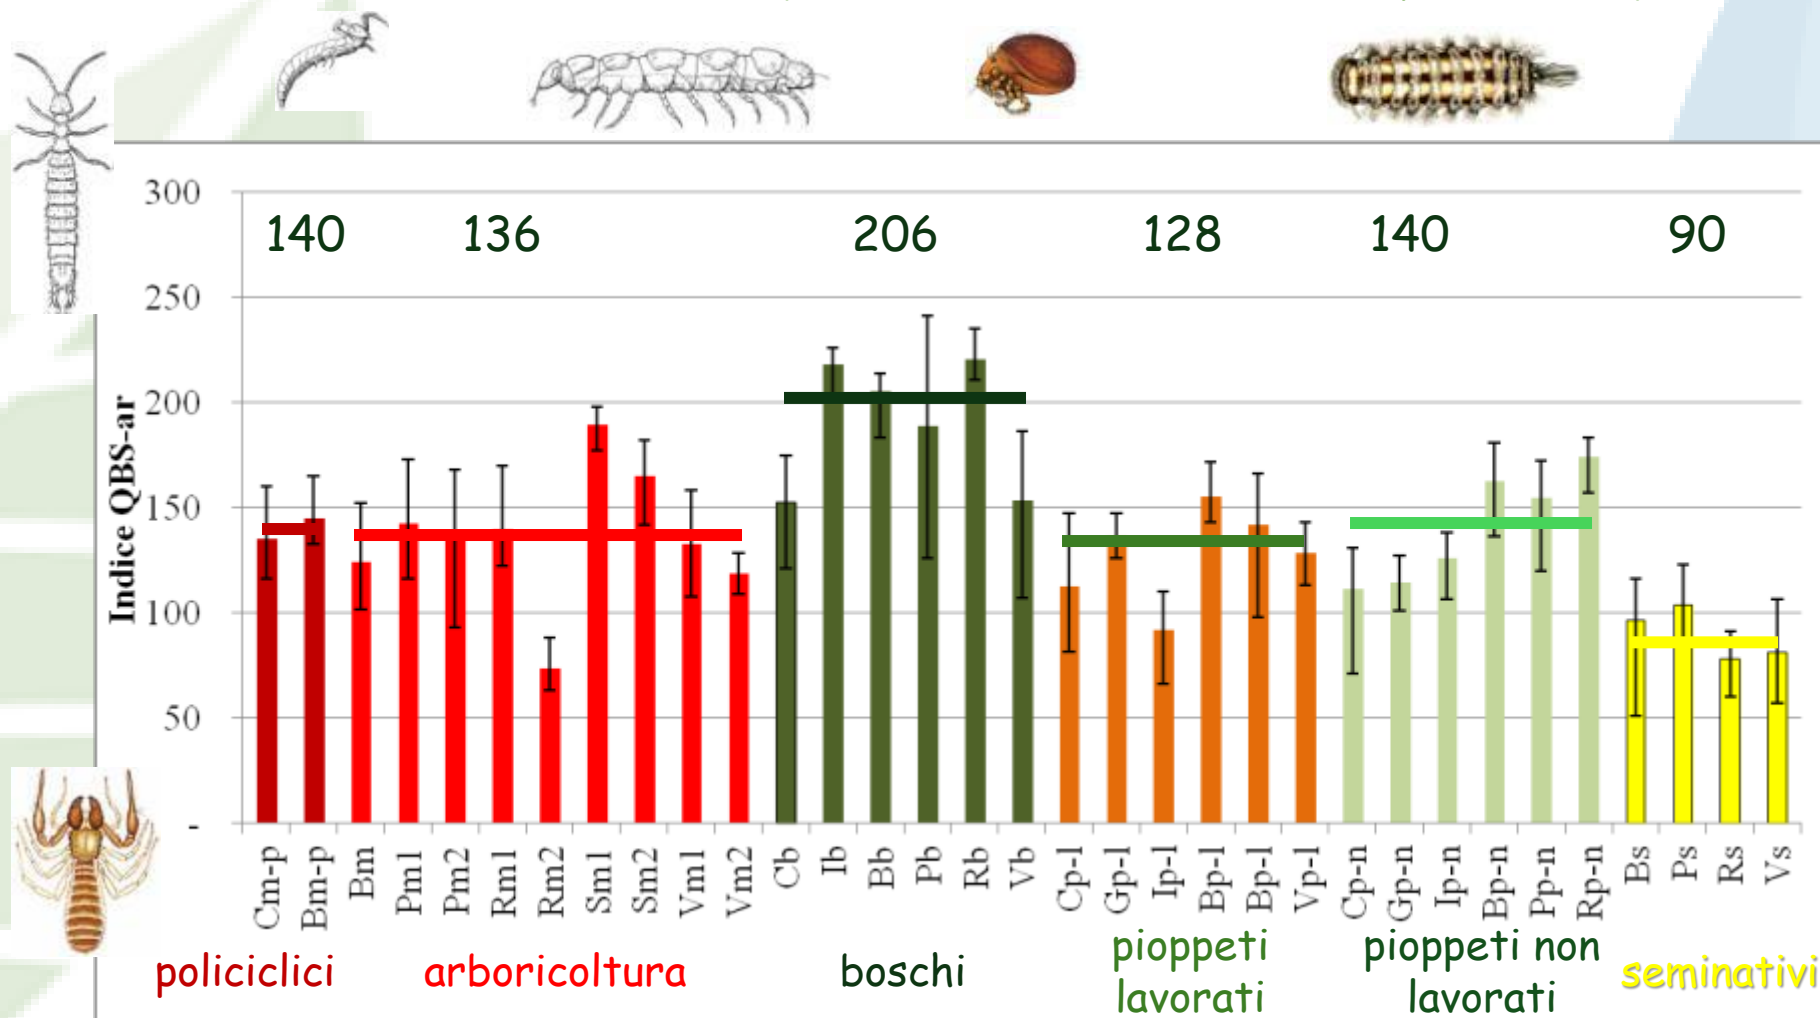 300
140 136 206 128 140 90
250
200
150
100
50
-
Indice QBS-ar
Cm-p Bm-p Bm Pm1 Pm2 Rm1 Rm2 Sm1 Sm2 Vm1 Vm2 Cb Ib Bb Pb Rb Vb Cp-l Gp-l Ip-l Bp-l Bp-l Vp-l Cp-n Gp-n Ip-n Bp-n Pp-n Rp-n Bs Ps Rs Vs
policiclici
arboricoltura
boschi
pioppeti
lavorati
pioppeti non
lavorati
seminativi